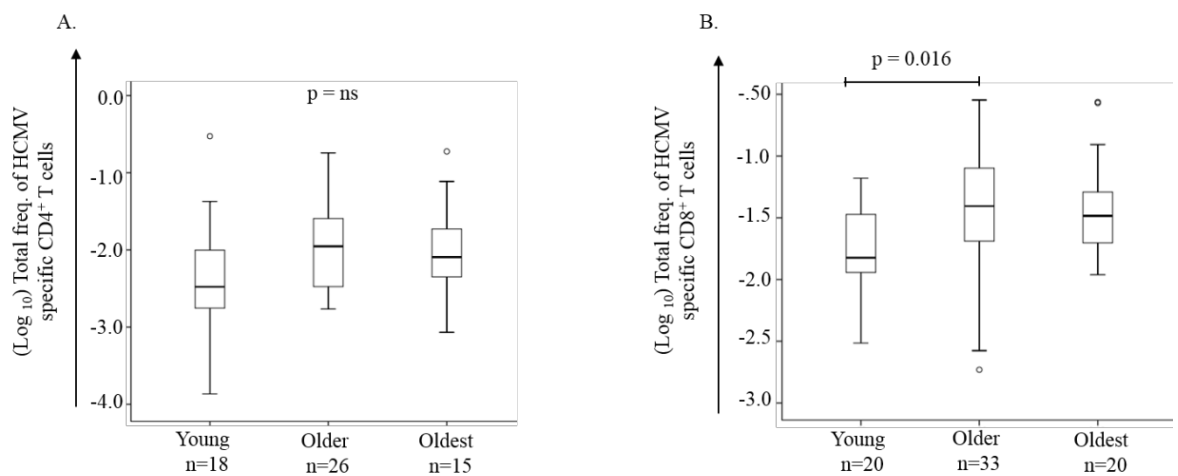 A.
(Log ₁₀) Total freq. of HCMV
specific CD4⁺ T cells
p = ns
0.0
-1.0
-2.0
-3.0
-4.0
Young
n=18
Older
n=26
Oldest
n=15
B.
(Log ₁₀) Total freq. of HCMV
specific CD8⁺ T cells
p = 0.016
-.50
-1.0
-1.5
-2.0
-2.5
-3.0
Young
n=20
Older
n=33
Oldest
n=20